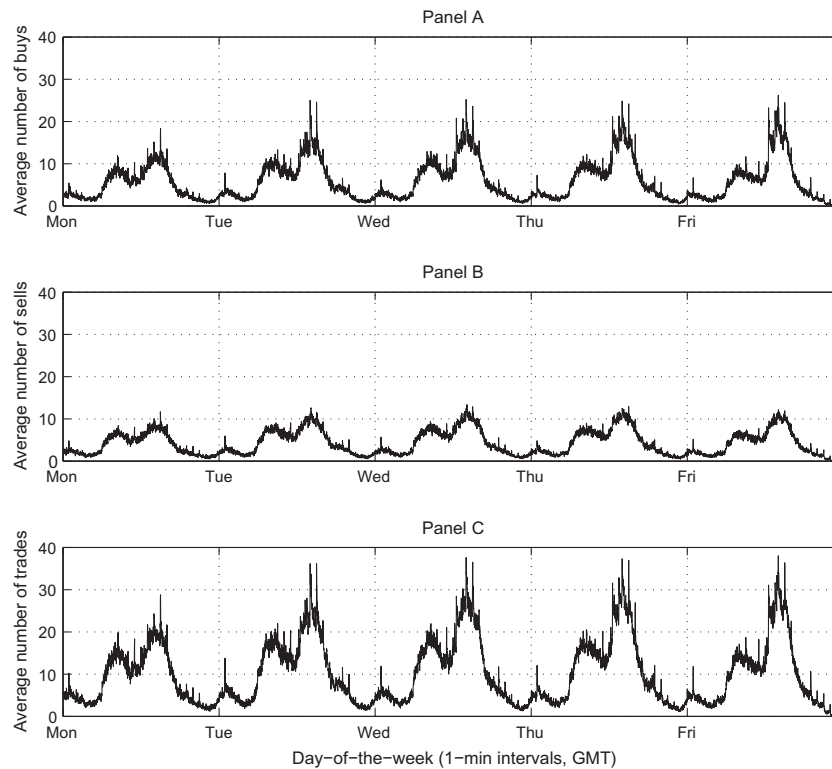 Panel A
Average number of buys
40
30
20
10
0
Mon Tue Wed Thu Fri
Panel B
Average number of sells
40
30
20
10
0
Mon Tue Wed Thu Fri
Panel C
Average number of trades
40
30
20
10
0
Mon Tue Wed Thu Fri
Day−of−the−week (1−min intervals, GMT)